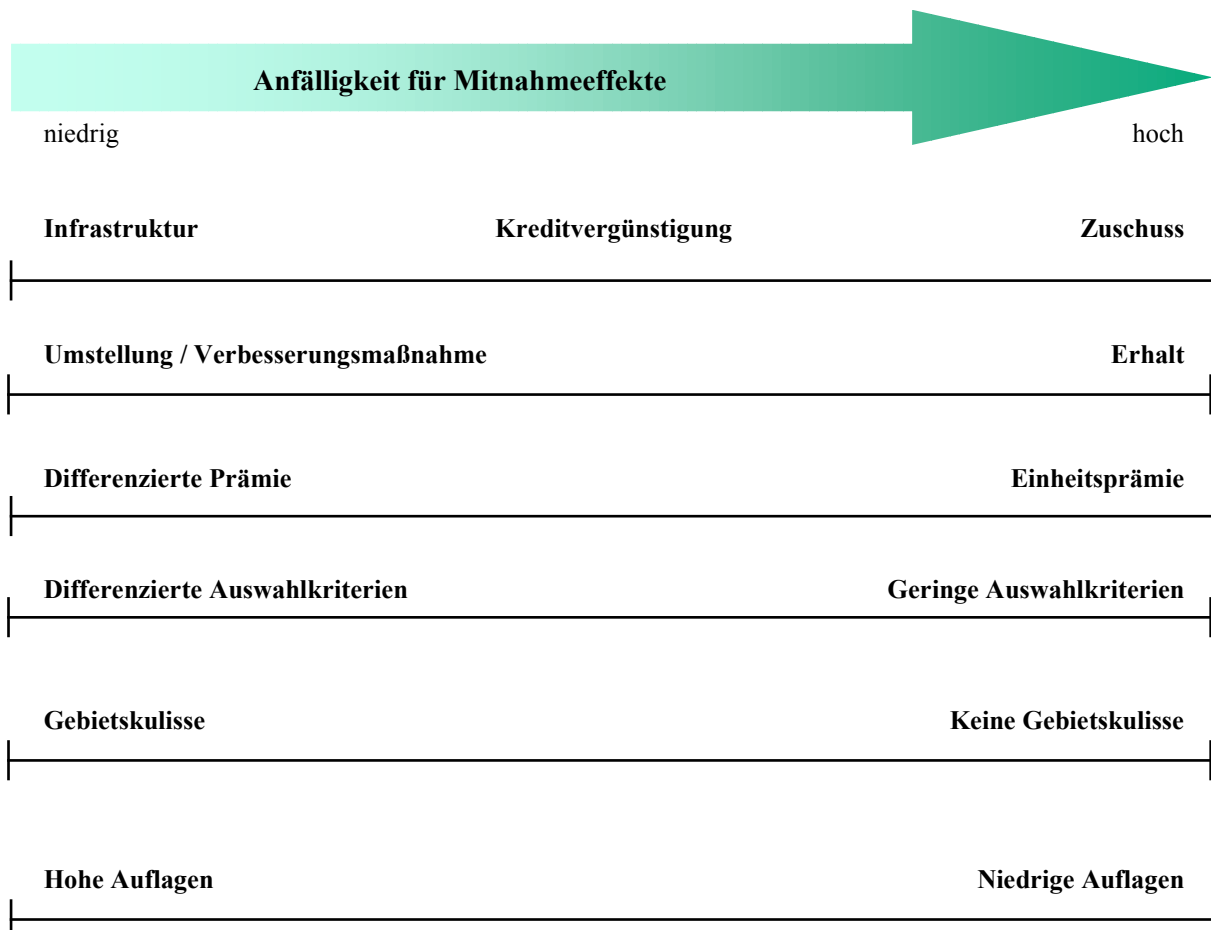 Anfälligkeit für Mitnahmeeffekte
niedrig hoch
Infrastruktur Kreditvergünstigung Zuschuss
Umstellung / Verbesserungsmaßnahme Erhalt
Differenzierte Prämie Einheitsprämie
Differenzierte Auswahlkriterien Geringe Auswahlkriterien
Gebietskulisse Keine Gebietskulisse
Hohe Auflagen Niedrige Auflagen